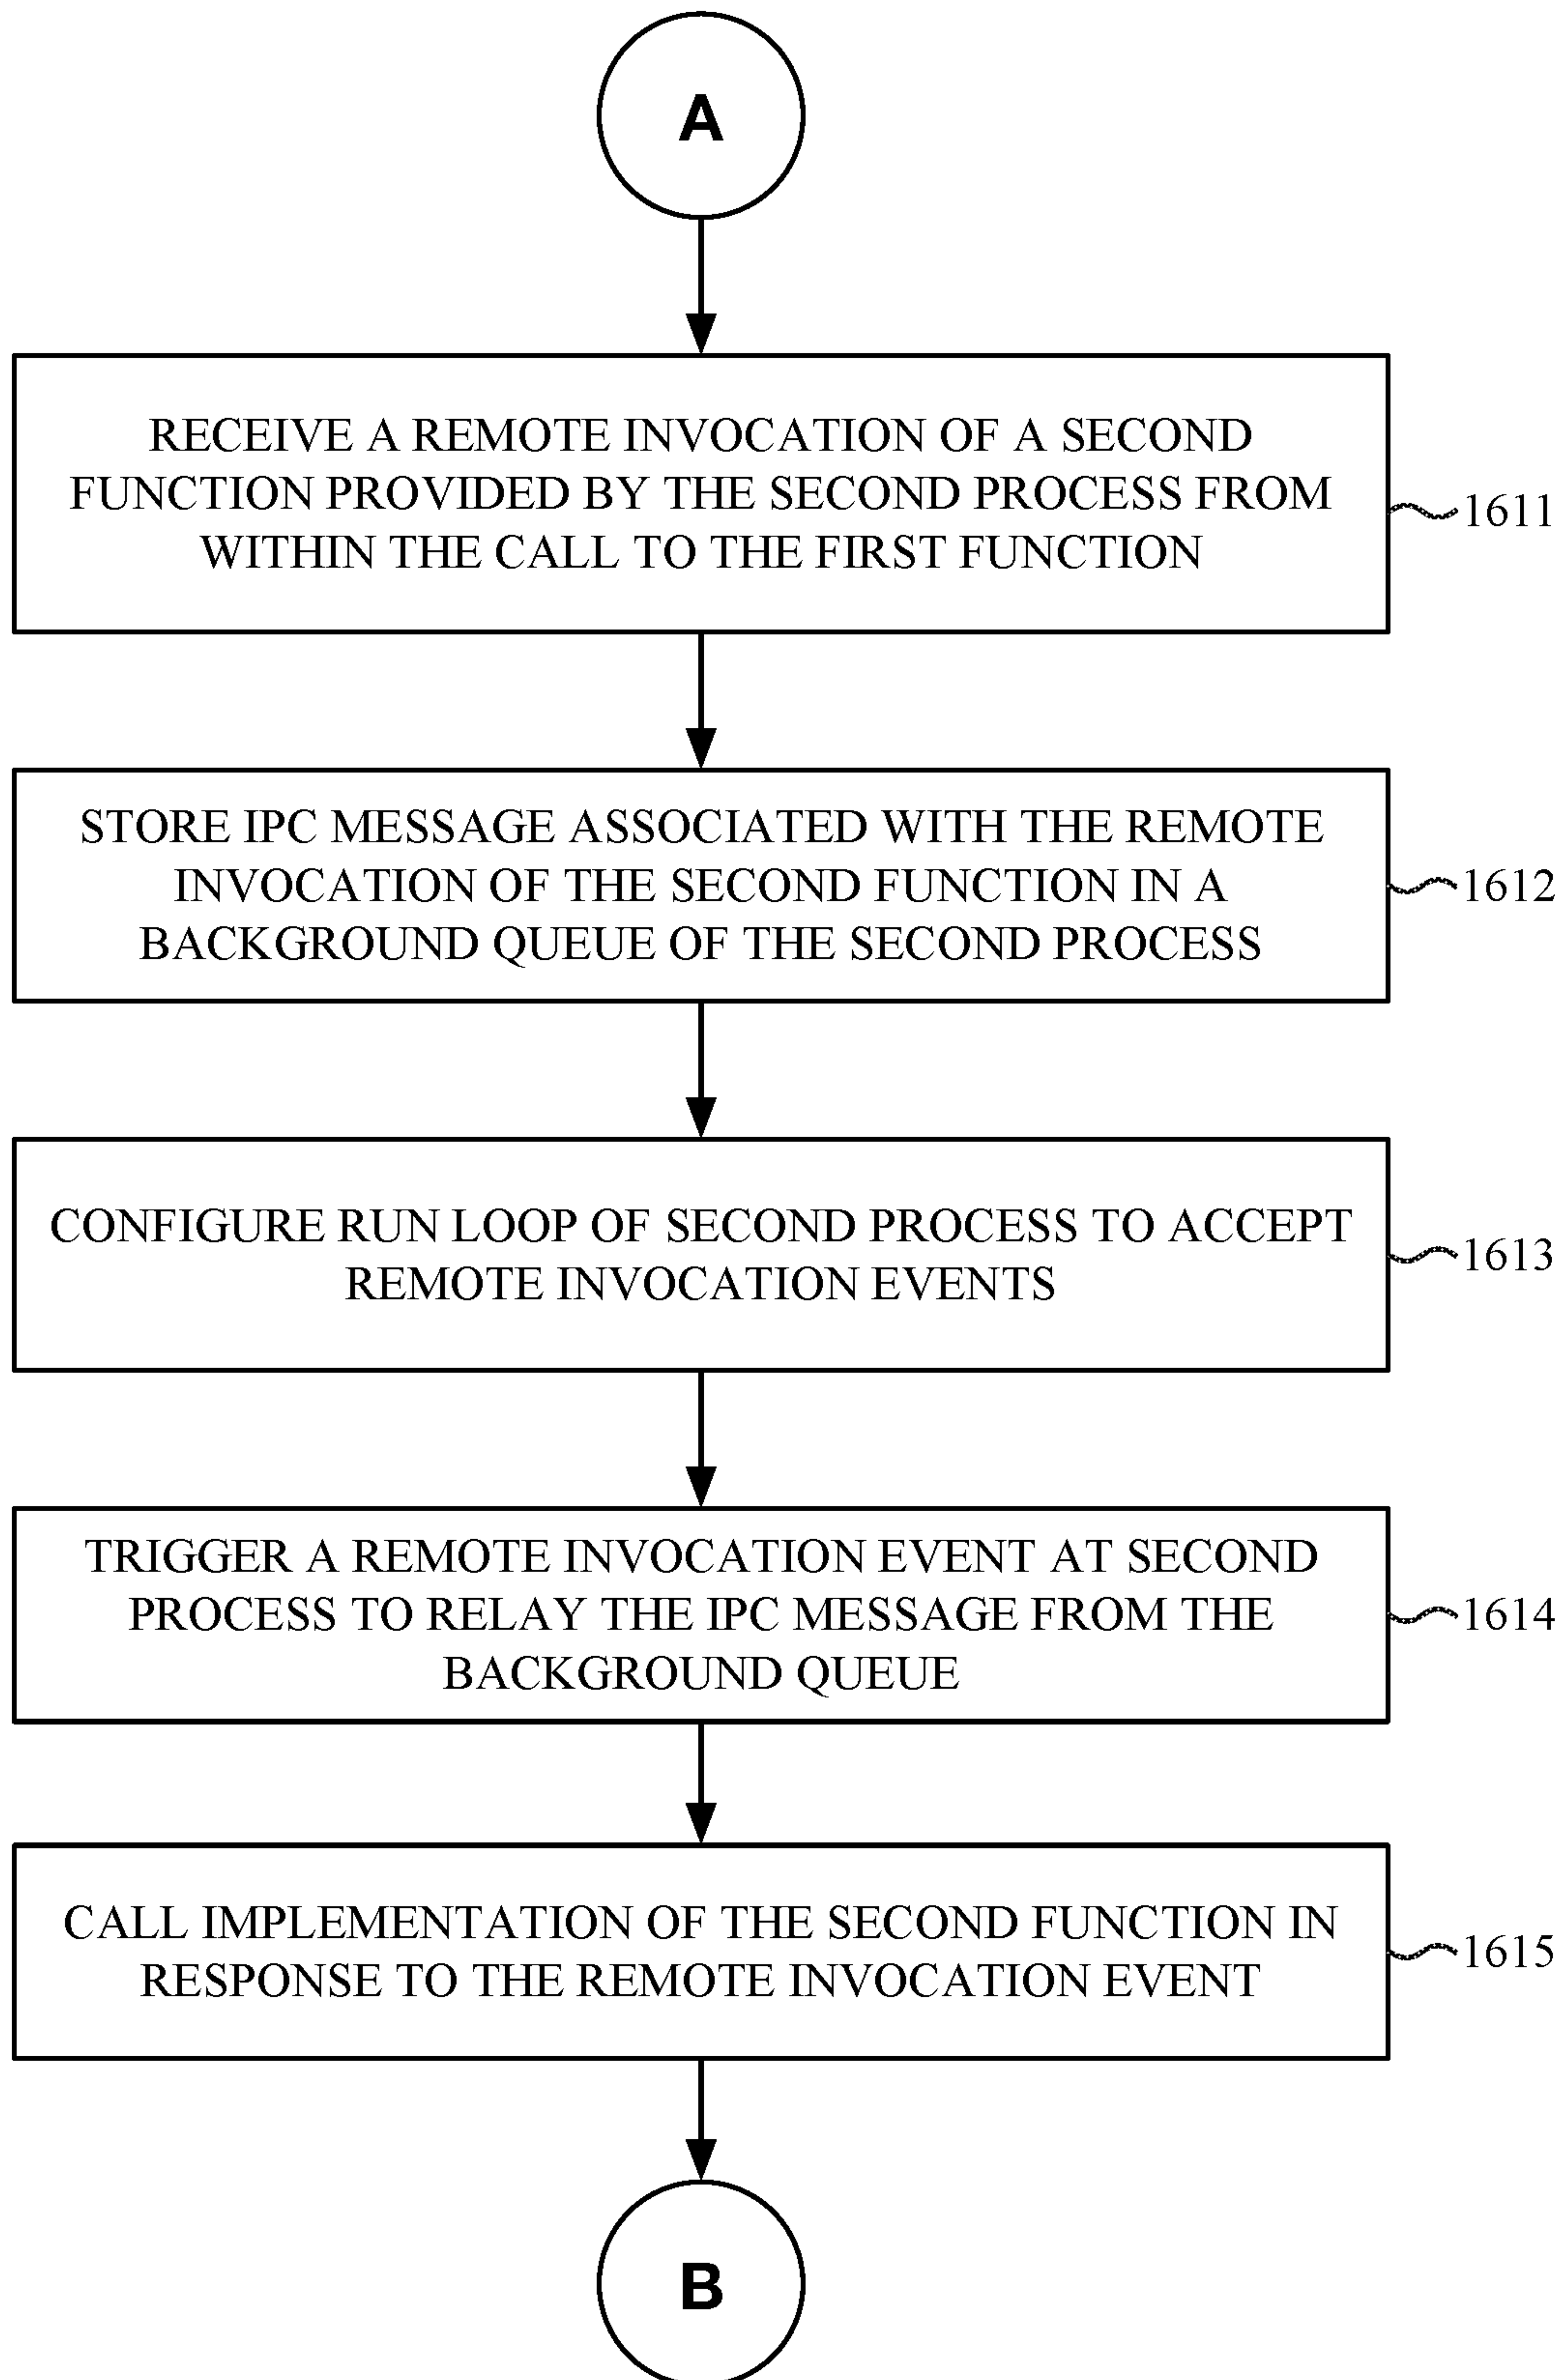 A
RECEIVE A REMOTE INVOCATION OF A SECOND
FUNCTION PROVIDED BY THE SECOND PROCESS FROM
WITHIN THE CALL TO THE FIRST FUNCTION
1611
STORE IPC MESSAGE ASSOCIATED WITH THE REMOTE
INVOCATION OF THE SECOND FUNCTION IN A
BACKGROUND QUEUE OF THE SECOND PROCESS
1612
CONFIGURE RUN LOOP OF SECOND PROCESS TO ACCEPT
REMOTE INVOCATION EVENTS
1613
TRIGGER A REMOTE INVOCATION EVENT AT SECOND
PROCESS TO RELAY THE IPC MESSAGE FROM THE
BACKGROUND QUEUE
1614
CALL IMPLEMENTATION OF THE SECOND FUNCTION IN
RESPONSE TO THE REMOTE INVOCATION EVENT
1615
B